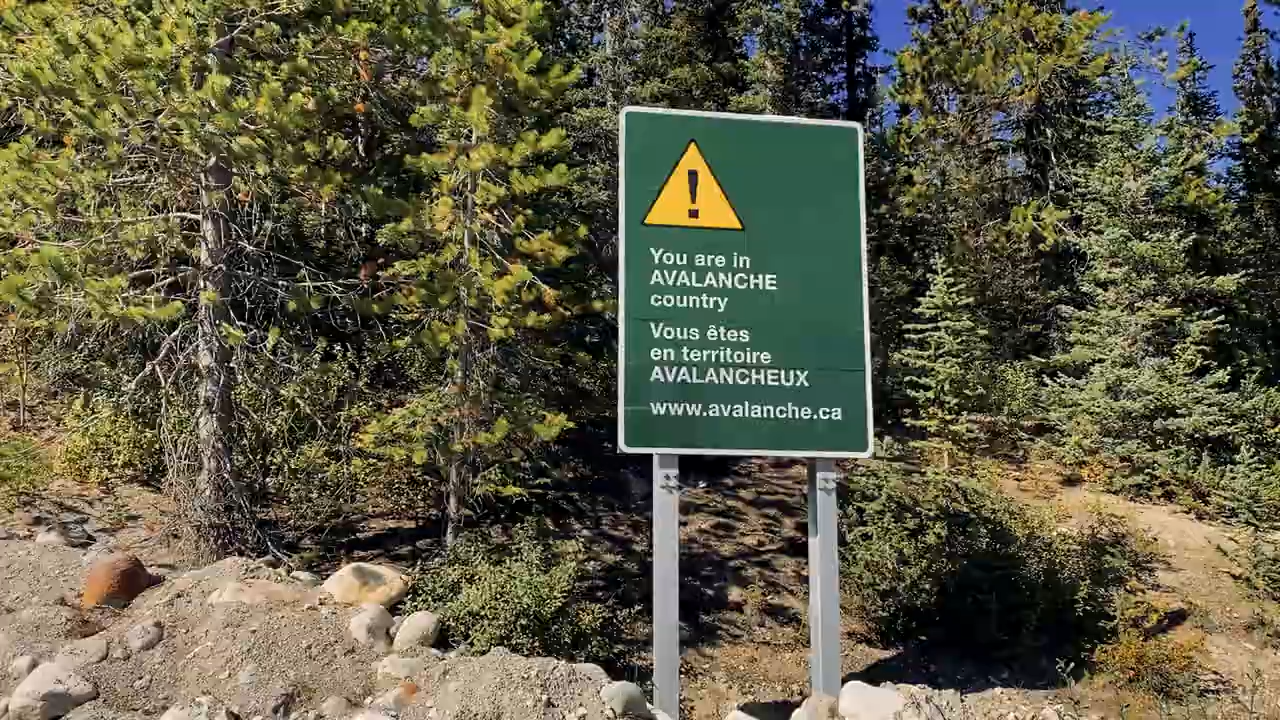 You are in
AVALANCHE
country
Vous êtes
en territoire
AVALANCHEUX
www.avalanche.ca